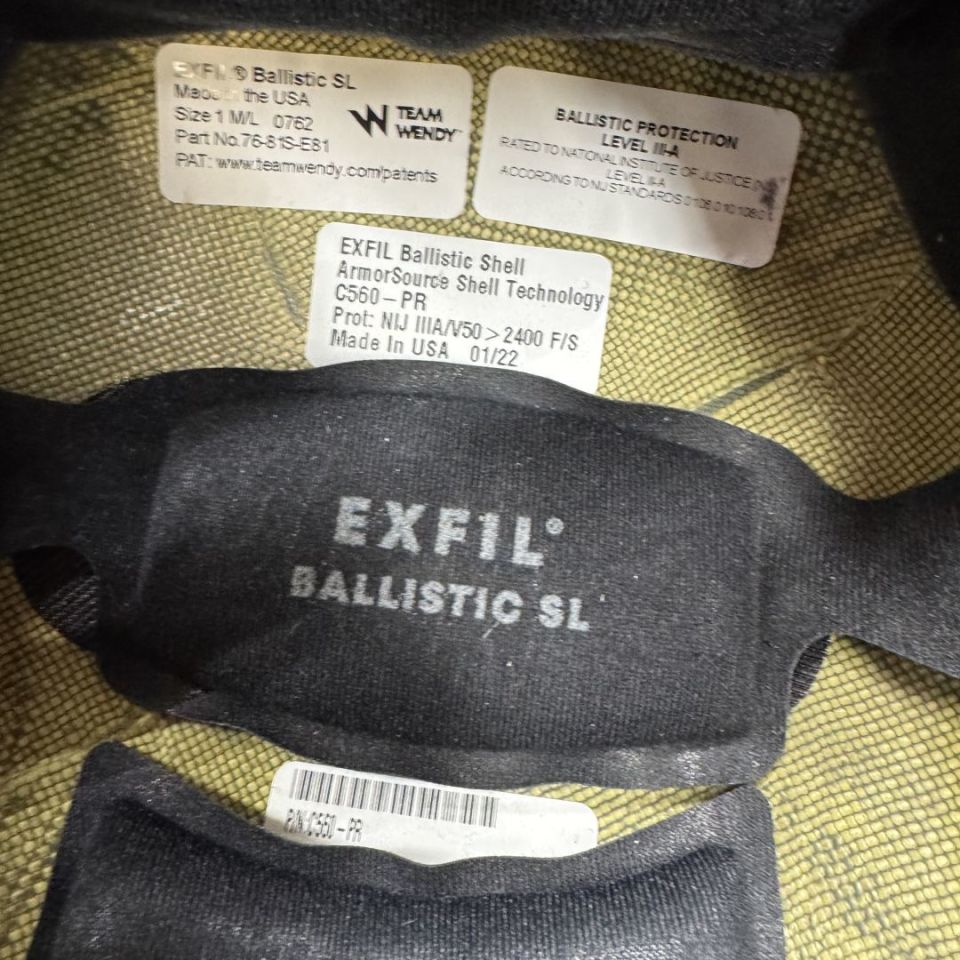 EXFIL® Ballistic SL
Made in the USA
Size 1 M/L 0762
Part No.76-81S-E81
PAT: www.teamwendy.com/patents
TEAM
WENDY
BALLISTIC PROTECTION
LEVEL III-A
RATED TO NATIONAL INSTITUTE OF JUSTICE
LEVEL III-A
ACCORDING TO NIJ STANDARDS
EXFIL Ballistic Shell
ArmorSource Shell Technology
C560-PR
Prot: NIJ IIIA/V50 > 2400 F/S
Made In USA 01/22
EXF1L°
BALLISTIC SL
P/N:C560-PR